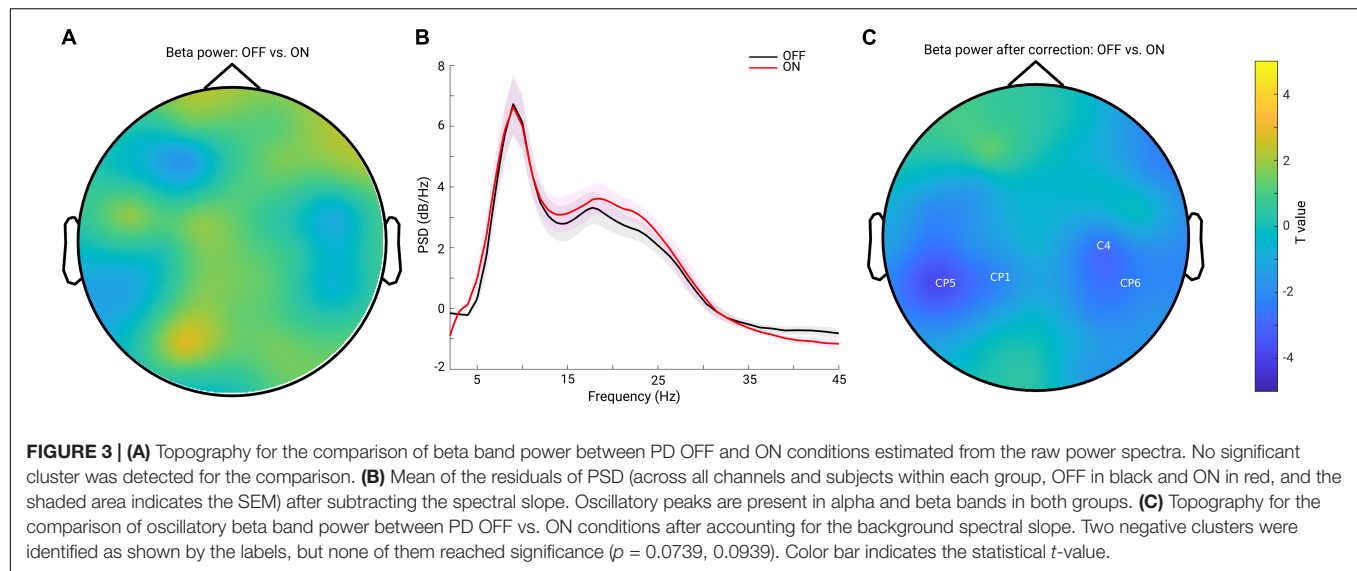 A
Beta power: OFF vs. ON
B
OFF
ON
8
6
4
2
0
-2
PSD (dB/Hz)
5
15
25
35
45
Frequency (Hz)
C
Beta power after correction: OFF vs. ON
C4
CP5
CP1
CP6
4
2
0
-2
-4
T value
FIGURE 3 | (A) Topography for the comparison of beta band power between PD OFF and ON conditions estimated from the raw power spectra. No significant
cluster was detected for the comparison. (B) Mean of the residuals of PSD (across all channels and subjects within each group, OFF in black and ON in red, and the
shaded area indicates the SEM) after subtracting the spectral slope. Oscillatory peaks are present in alpha and beta bands in both groups. (C) Topography for the
comparison of oscillatory beta band power between PD OFF vs. ON conditions after accounting for the background spectral slope. Two negative clusters were
identified as shown by the labels, but none of them reached significance (p = 0.0739, 0.0939). Color bar indicates the statistical t-value.